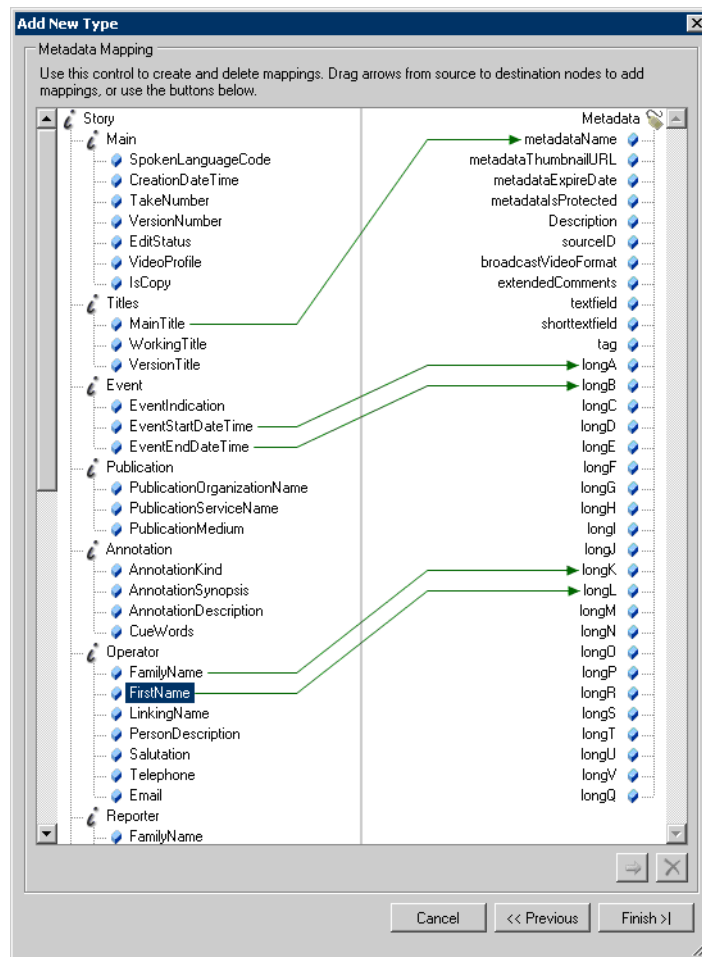 Add New Type
Metadata Mapping
Use this control to create and delete mappings. Drag arrows from source to destination nodes to add
mappings, or use the buttons below.
Story
Main
SpokenLanguageCode
CreationDateTime
TakeNumber
VersionNumber
EditStatus
VideoProfile
IsCopy
Titles
MainTitle
WorkingTitle
VersionTitle
Event
EventIndication
EventStartDateTime
EventEndDateTime
Publication
PublicationOrganizationName
PublicationServiceName
PublicationMedium
Annotation
AnnotationKind
AnnotationSynopsis
AnnotationDescription
CueWords
Operator
FamilyName
FirstName
LinkingName
PersonDescription
Salutation
Telephone
Email
Reporter
FamilyName
Metadata
metadataName
metadataThumbnailURL
metadataExpireDate
metadataIsProtected
Description
sourceID
broadcastVideoFormat
extendedComments
textfield
shorttextfield
tag
longA
longB
longC
longD
longE
longF
longG
longH
longI
longJ
longK
longL
longM
longN
longO
longP
longR
longS
longT
longU
longV
longQ
Cancel
<< Previous
Finish >|